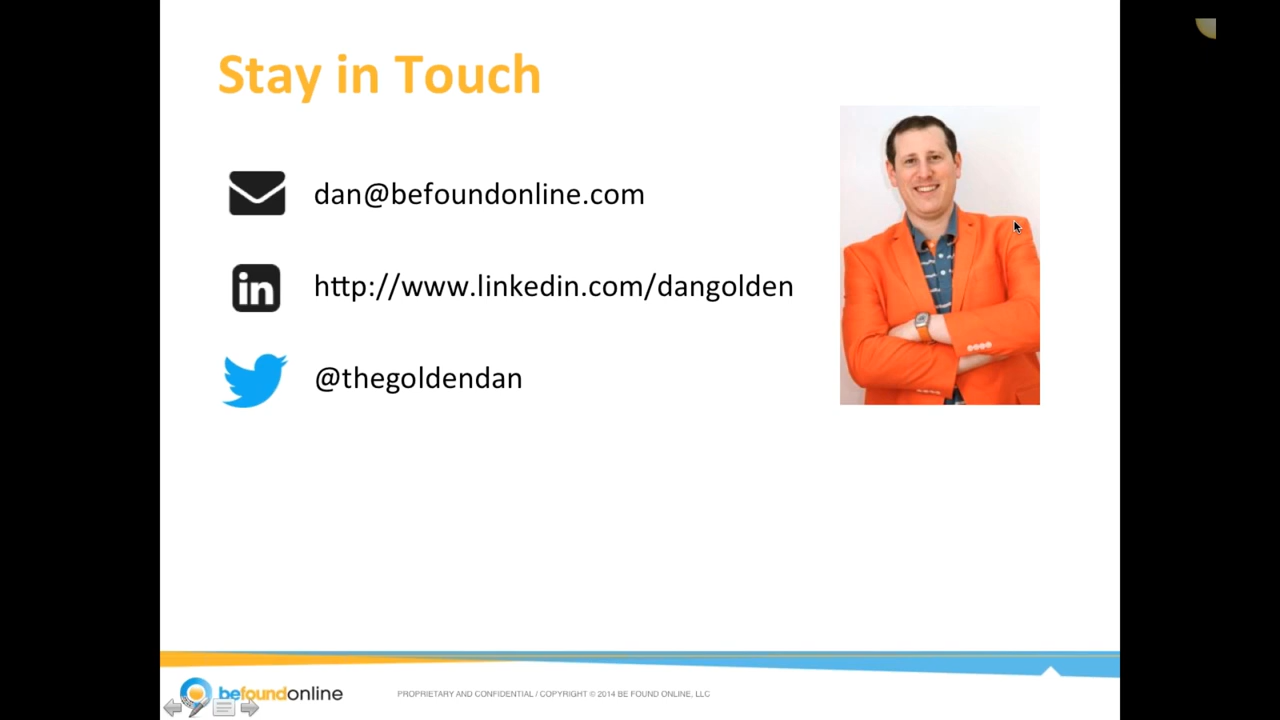 Stay in Touch
dan@befoundonline.com
in
http://www.linkedin.com/dangolden
@thegoldendan
befoundonline
PROPRIETARY AND CONFIDENTIAL / COPYRIGHT © 2014 BE FOUND ONLINE, LLC